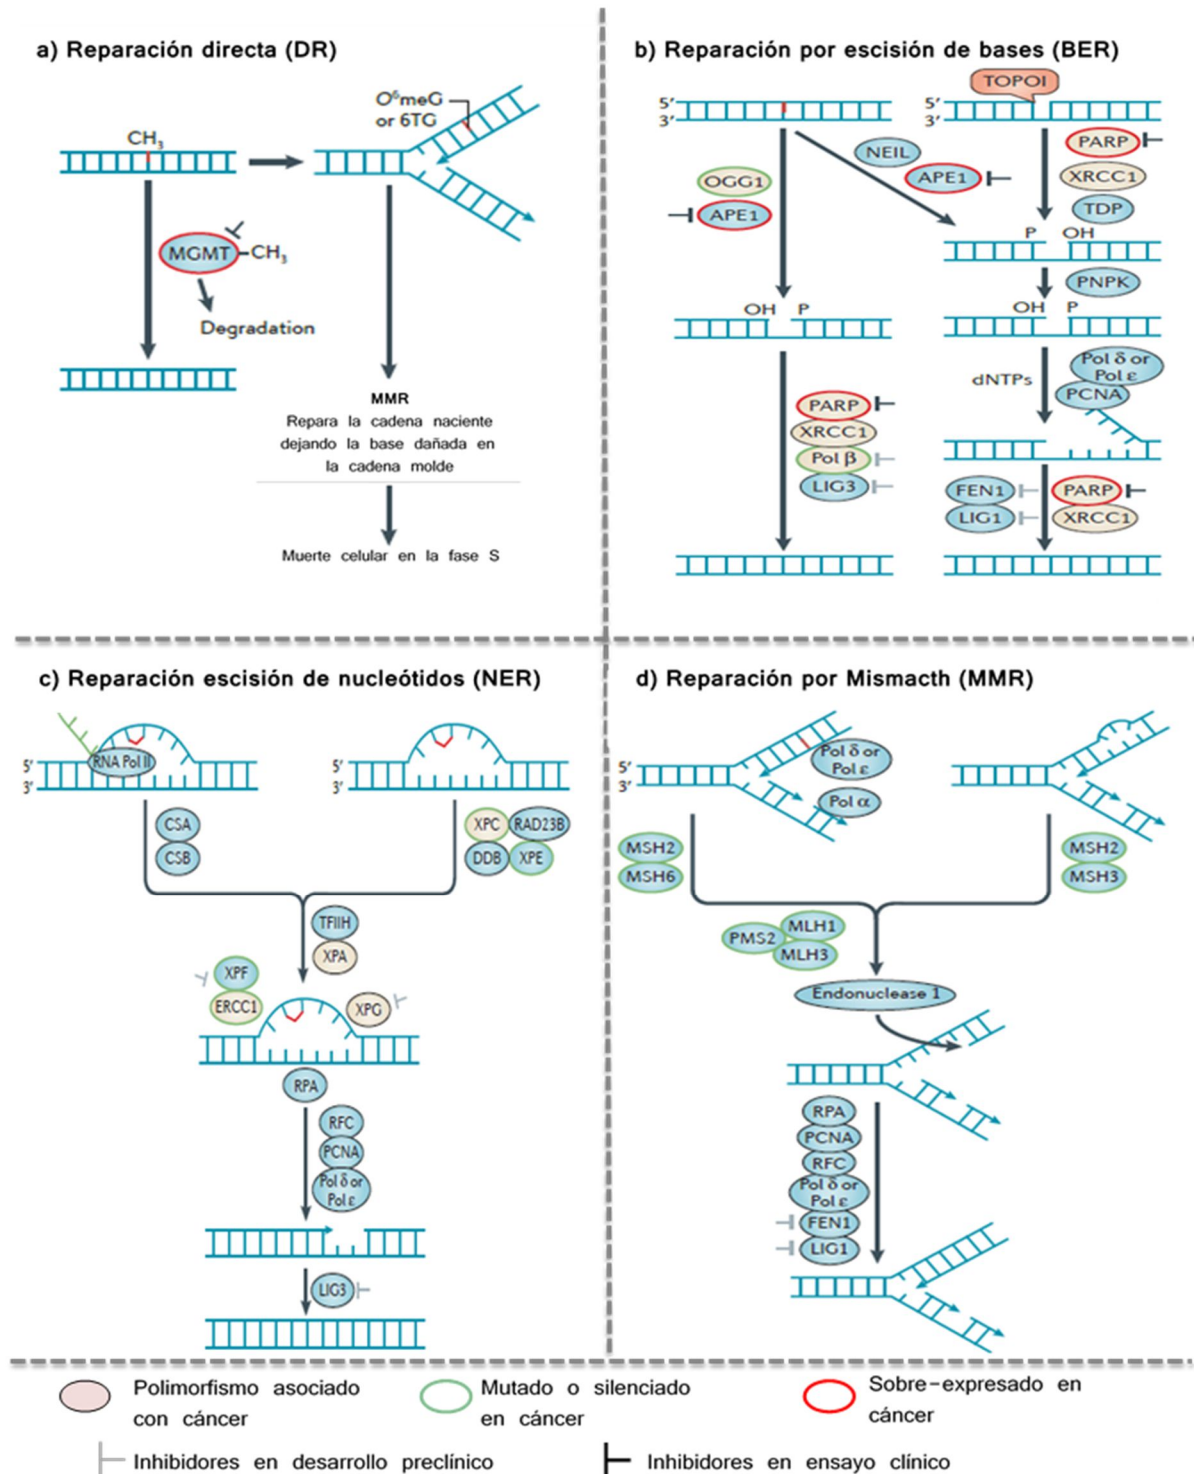 a) Reparación directa (DR)
CH₃
O⁶meG
or 6TG
MGMT
CH₃
Degradation
MMR
Repara la cadena naciente
dejando la base dañada en
la cadena molde
Muerte celular en la fase S
b) Reparación por escisión de bases (BER)
TOPOI
5′
3′
5′
3′
NEIL
APE1
OGG1
APE1
PARP
XRCC1
TDP
P OH
PNPK
OH P
OH P
dNTPs
Pol δ or
Pol ε
PCNA
PARP
XRCC1
Pol β
LIG3
FEN1
LIG1
PARP
XRCC1
c) Reparación escisión de nucleótidos (NER)
RNA Pol II
5′
3′
5′
3′
CSA
CSB
XPC
RAD23B
DDB
XPE
TFIIH
XPA
XPF
ERCC1
XPG
RPA
RFC
PCNA
Pol δ or
Pol ε
LIG3
d) Reparación por Mismacth (MMR)
5′
3′
Pol δ or
Pol ε
Pol α
MSH2
MSH6
MSH2
MSH3
PMS2
MLH1
MLH3
Endonuclease 1
RPA
PCNA
RFC
Pol δ or
Pol ε
FEN1
LIG1
Polimorfismo asociado
con cáncer
Mutado o silenciado
en cáncer
Sobre-expresado en
cáncer
Inhibidores en desarrollo preclínico
Inhibidores en ensayo clínico